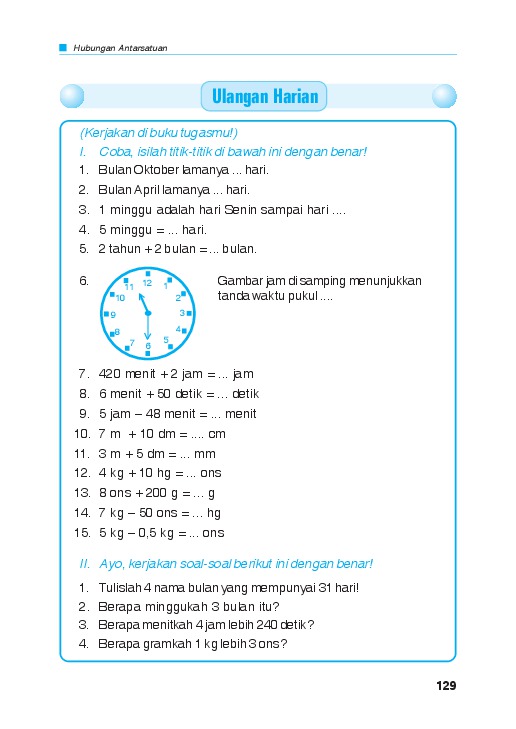 Hubungan Antarsatuan
Ulangan Harian
(Kerjakan di buku tugasmu!)
I. Coba, isilah titik-titik di bawah ini dengan benar!
1. Bulan Oktober lamanya ... hari.
2. Bulan April lamanya ... hari.
3. 1 minggu adalah hari Senin sampai hari ....
4. 5 minggu = ... hari.
5. 2 tahun + 2 bulan = ... bulan.
6. Gambar jam di samping menunjukkan
tanda waktu pukul ....
12
1
2
3
4
5
6
7
8
9
10
11
7. 420 menit + 2 jam = ... jam
8. 6 menit + 50 detik = ... detik
9. 5 jam – 48 menit = ... menit
10. 7 m + 10 dm = .... cm
11. 3 m + 5 dm = ... mm
12. 4 kg + 10 hg = ... ons
13. 8 ons + 200 g = ... g
14. 7 kg – 50 ons = ... hg
15. 5 kg – 0,5 kg = ... ons
II. Ayo, kerjakan soal-soal berikut ini dengan benar!
1. Tulislah 4 nama bulan yang mempunyai 31 hari!
2. Berapa minggukah 3 bulan itu?
3. Berapa menitkah 4 jam lebih 240 detik?
4. Berapa gramkah 1 kg lebih 3 ons?
129